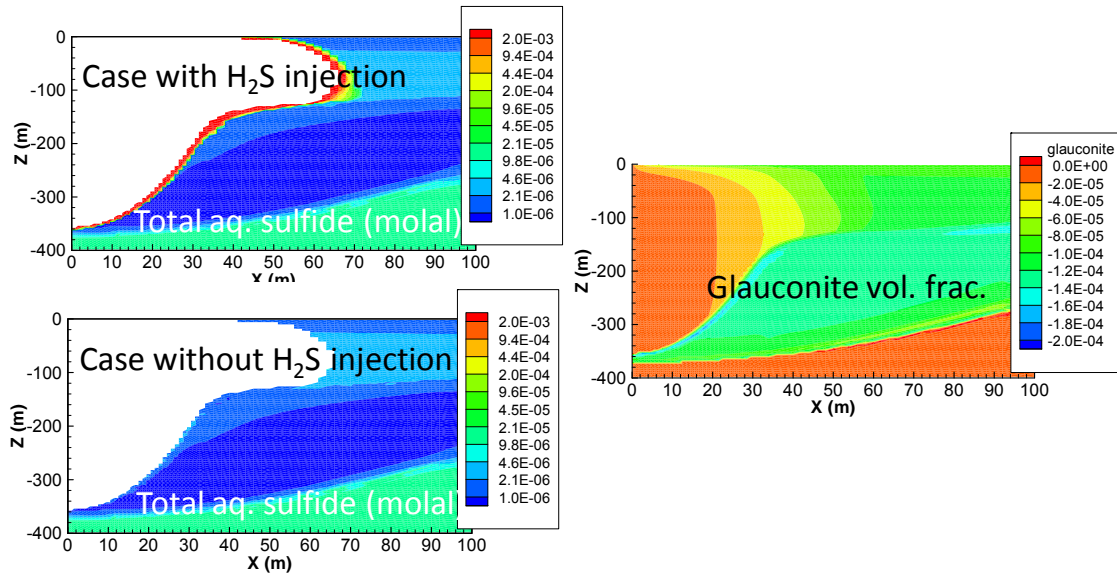 0
-100
-200
-300
-400
Z (m)
Case with H₂S injection
Total aq. sulfide (molal)
2.0E-03
9.4E-04
4.4E-04
2.1E-04
9.6E-05
4.5E-05
2.1E-05
9.8E-06
4.6E-06
2.1E-06
1.0E-06
0 10 20 30 40 50 60 70 80 90 100
X (m)
0
-100
-200
-300
-400
Z (m)
Case without H₂S injection
Total aq. sulfide (molal)
2.0E-03
9.4E-04
4.4E-04
2.1E-04
9.6E-05
4.5E-05
2.1E-05
9.8E-06
4.6E-06
2.1E-06
1.0E-06
0 10 20 30 40 50 60 70 80 90 100
X (m)
0
-100
-200
-300
-400
Z (m)
Glauconite vol. frac.
glauconite
0.0E+00
-2.0E-05
-4.0E-05
-6.0E-05
-8.0E-05
-1.0E-04
-1.2E-04
-1.4E-04
-1.6E-04
-1.8E-04
-2.0E-04
0 10 20 30 40 50 60 70 80 90 100
X (m)